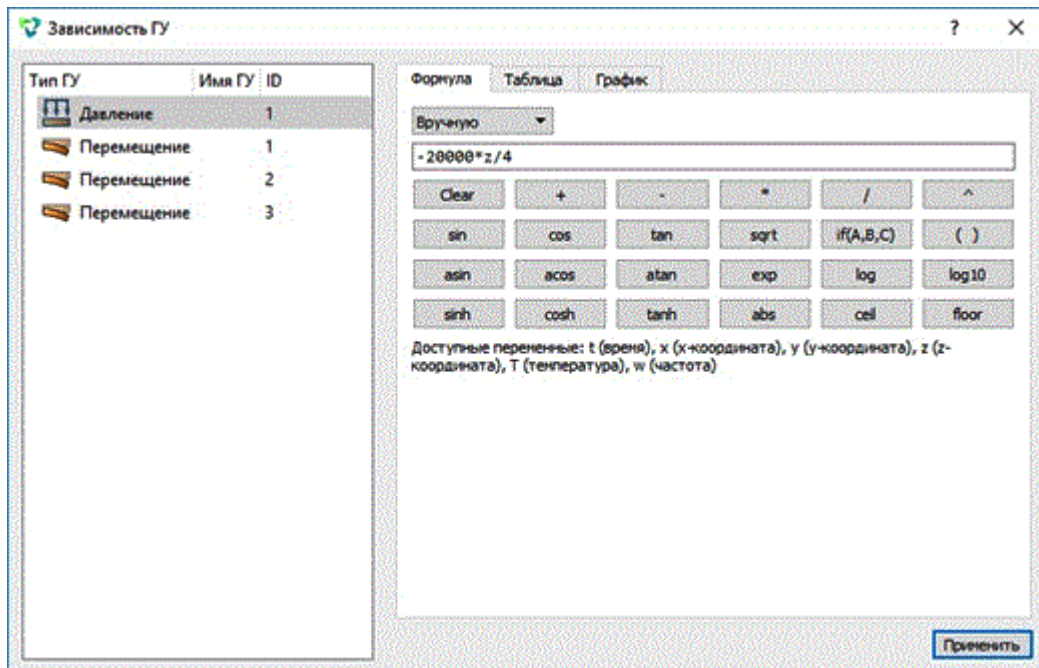 Зависимость ГУ ? ×
Тип ГУ Имя ГУ ID
Давление 1
Перемещение 1
Перемещение 2
Перемещение 3
Формула Таблица График
Вручную
-20000*z/4
Clear + - * / ^
sin cos tan sqrt if(A,B,C) ( )
asin acos atan exp log log10
sinh cosh tanh abs ceil floor
Доступные переменные: t (время), x (x-координата), y (y-координата), z (z-
координата), T (температура), w (частота)
Применить